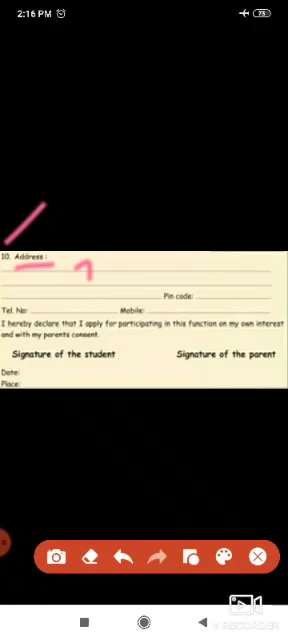 2:16 PM
75
10. Address :
Pin code:
Tel. No: Mobile:
I hereby declare that I apply for participating in this function on my own interest
and with my parents consent.
Signature of the student Signature of the parent
Date:
Place:
V RECORDER